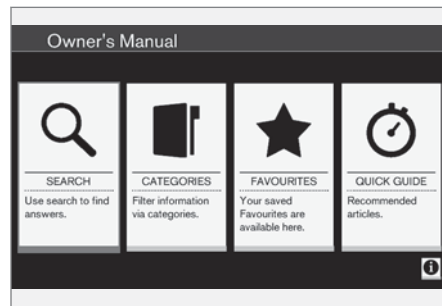 Owner's Manual
SEARCH
Use search to find
answers.
CATEGORIES
Filter information
via categories.
FAVOURITES
Your saved
Favourites are
available here.
QUICK GUIDE
Recommended
articles.
i